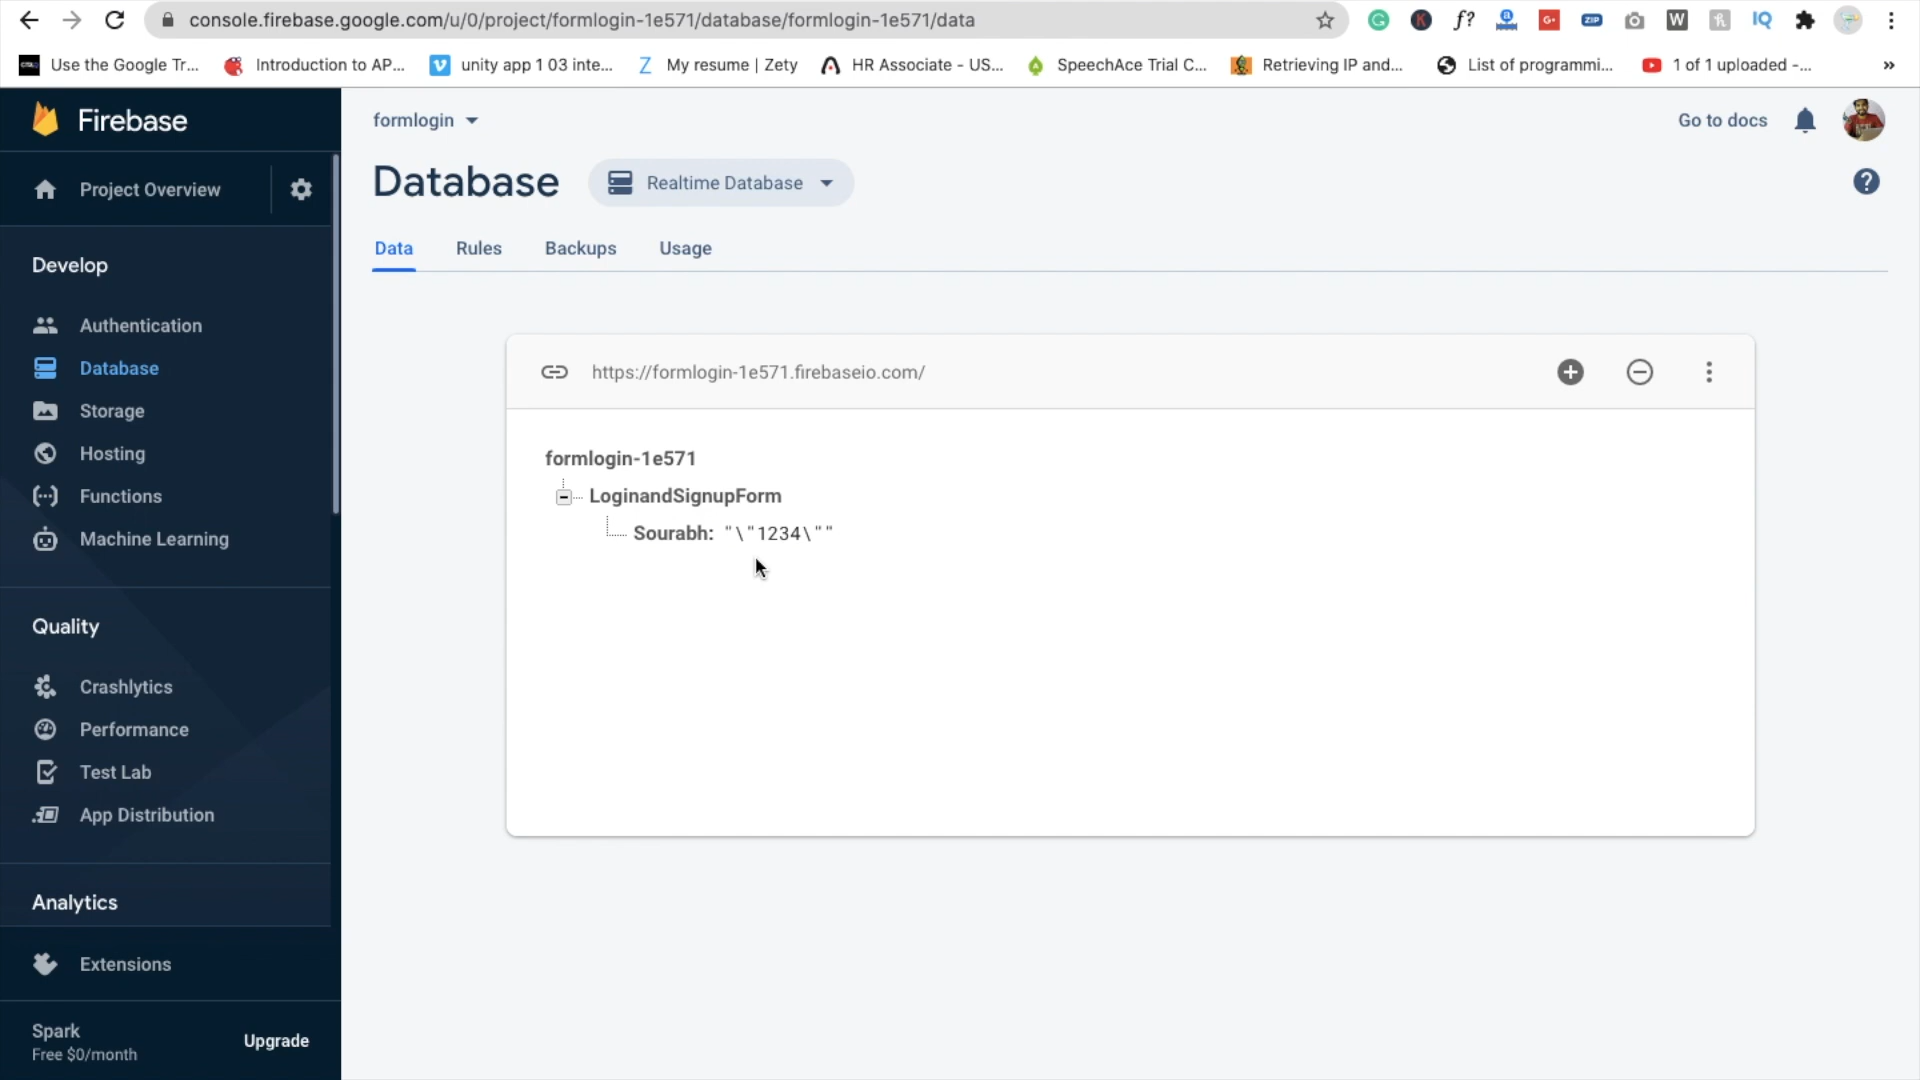 console.firebase.google.com/u/0/project/formlogin-1e571/database/formlogin-1e571/data
Use the Google Tr...
Introduction to AP...
unity app 1 03 inte...
My resume | Zety
HR Associate - US...
SpeechAce Trial C...
Retrieving IP and...
List of programmi...
1 of 1 uploaded -...
»
Firebase
formlogin
Go to docs
Project Overview
Database
Realtime Database
Data
Rules
Backups
Usage
Develop
Authentication
Database
Storage
Hosting
Functions
Machine Learning
https://formlogin-1e571.firebaseio.com/
formlogin-1e571
LoginandSignupForm
Sourabh: "\"1234\""
Quality
Crashlytics
Performance
Test Lab
App Distribution
Analytics
Extensions
Spark
Free $0/month
Upgrade